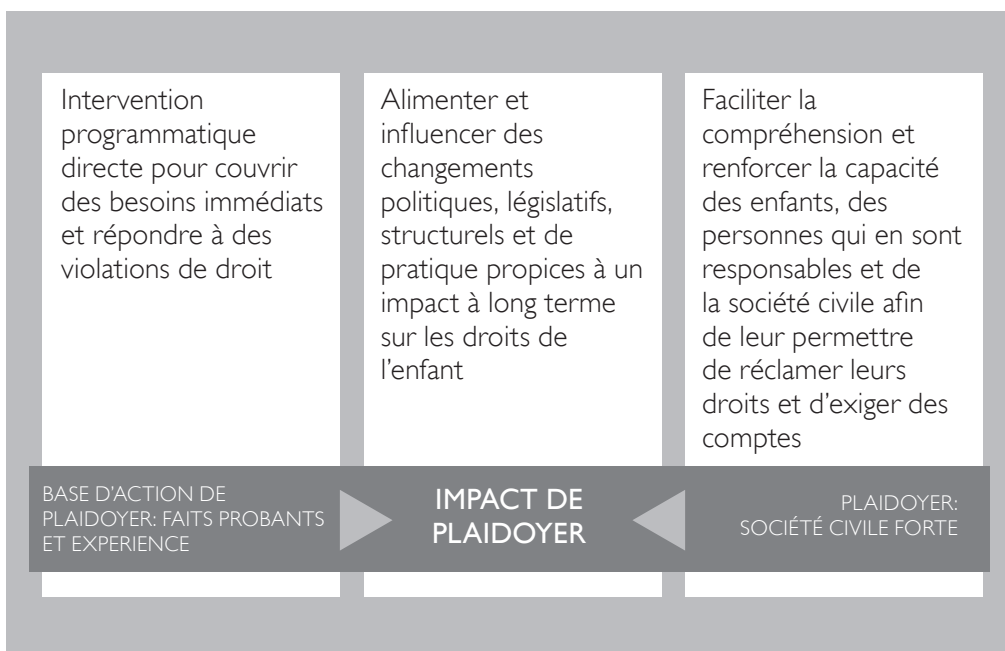 Intervention
programmatique
directe pour couvrir
des besoins immédiats
et répondre à des
violations de droit
Alimenter et
influencer des
changements
politiques, législatifs,
structurels et de
pratique propices à un
impact à long terme
sur les droits de
l’enfant
Faciliter la
compréhension et
renforcer la capacité
des enfants, des
personnes qui en sont
responsables et de
la société civile afin
de leur permettre
de réclamer leurs
droits et d’exiger des
comptes
BASE D’ACTION DE
PLAIDOYER: FAITS PROBANTS
ET EXPERIENCE
IMPACT DE
PLAIDOYER
PLAIDOYER:
SOCIÉTÉ CIVILE FORTE